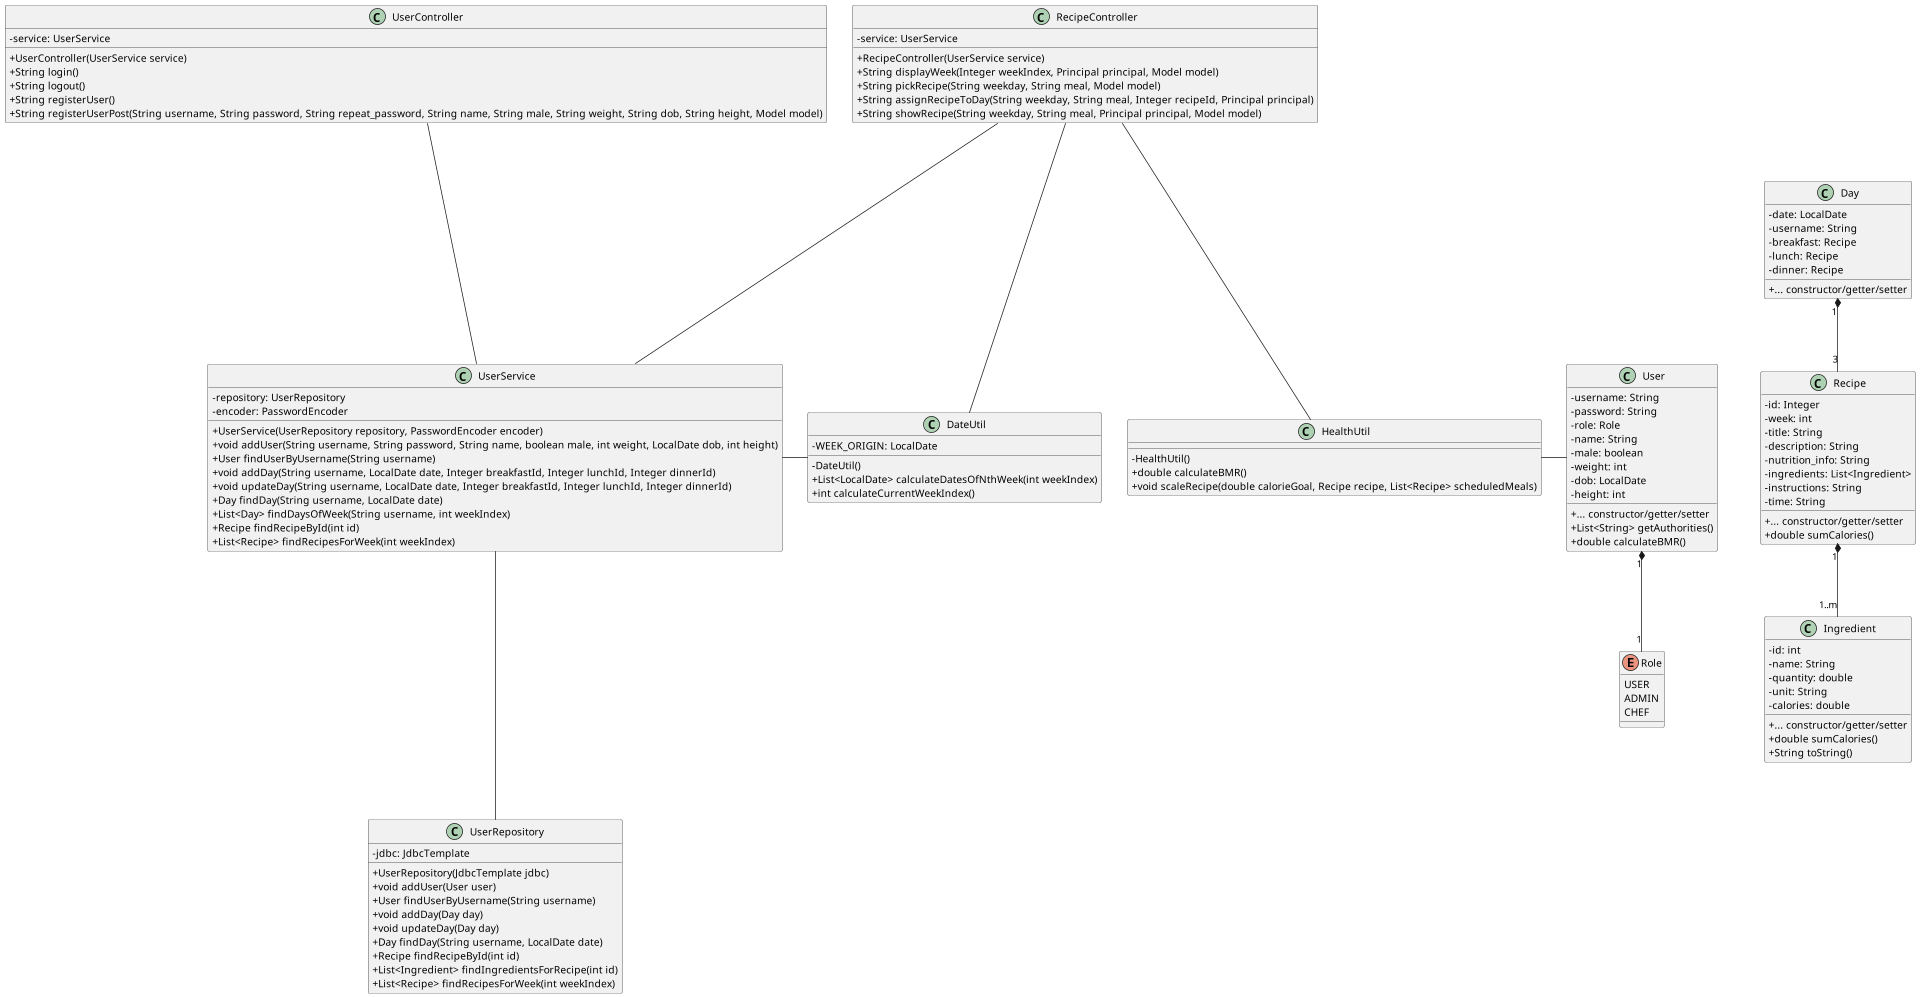 C UserController
-service: UserService
+UserController(UserService service)
+String login()
+String logout()
+String registerUser()
+String registerUserPost(String username, String password, String repeat_password, String name, String male, String weight, String dob, String height, Model model)
C RecipeController
-service: UserService
+RecipeController(UserService service)
+String displayWeek(Integer weekIndex, Principal principal, Model model)
+String pickRecipe(String weekday, String meal, Model model)
+String assignRecipeToDay(String weekday, String meal, Integer recipeId, Principal principal)
+String showRecipe(String weekday, String meal, Principal principal, Model model)
C Day
-date: LocalDate
-username: String
-breakfast: Recipe
-lunch: Recipe
-dinner: Recipe
+... constructor/getter/setter
1
3
C UserService
-repository: UserRepository
-encoder: PasswordEncoder
+UserService(UserRepository repository, PasswordEncoder encoder)
+void addUser(String username, String password, String name, boolean male, int weight, LocalDate dob, int height)
+User findUserByUsername(String username)
+void addDay(String username, LocalDate date, Integer breakfastId, Integer lunchId, Integer dinnerId)
+void updateDay(String username, LocalDate date, Integer breakfastId, Integer lunchId, Integer dinnerId)
+Day findDay(String username, LocalDate date)
+List<Day> findDaysOfWeek(String username, int weekIndex)
+Recipe findRecipeById(int id)
+List<Recipe> findRecipesForWeek(int weekIndex)
C DateUtil
-WEEK_ORIGIN: LocalDate
-DateUtil()
+List<LocalDate> calculateDatesOfNthWeek(int weekIndex)
+int calculateCurrentWeekIndex()
C HealthUtil
-HealthUtil()
+double calculateBMR()
+void scaleRecipe(double calorieGoal, Recipe recipe, List<Recipe> scheduledMeals)
C User
-username: String
-password: String
-role: Role
-name: String
-male: boolean
-weight: int
-dob: LocalDate
-height: int
+... constructor/getter/setter
+List<String> getAuthorities()
+double calculateBMR()
1
1
C Recipe
-id: Integer
-week: int
-title: String
-description: String
-nutrition_info: String
-ingredients: List<Ingredient>
-instructions: String
-time: String
+... constructor/getter/setter
+double sumCalories()
1
1..m
E Role
USER
ADMIN
CHEF
C Ingredient
-id: int
-name: String
-quantity: double
-unit: String
-calories: double
+... constructor/getter/setter
+double sumCalories()
+String toString()
C UserRepository
-jdbc: JdbcTemplate
+UserRepository(JdbcTemplate jdbc)
+void addUser(User user)
+User findUserByUsername(String username)
+void addDay(Day day)
+void updateDay(Day day)
+Day findDay(String username, LocalDate date)
+Recipe findRecipeById(int id)
+List<Ingredient> findIngredientsForRecipe(int id)
+List<Recipe> findRecipesForWeek(int weekIndex)